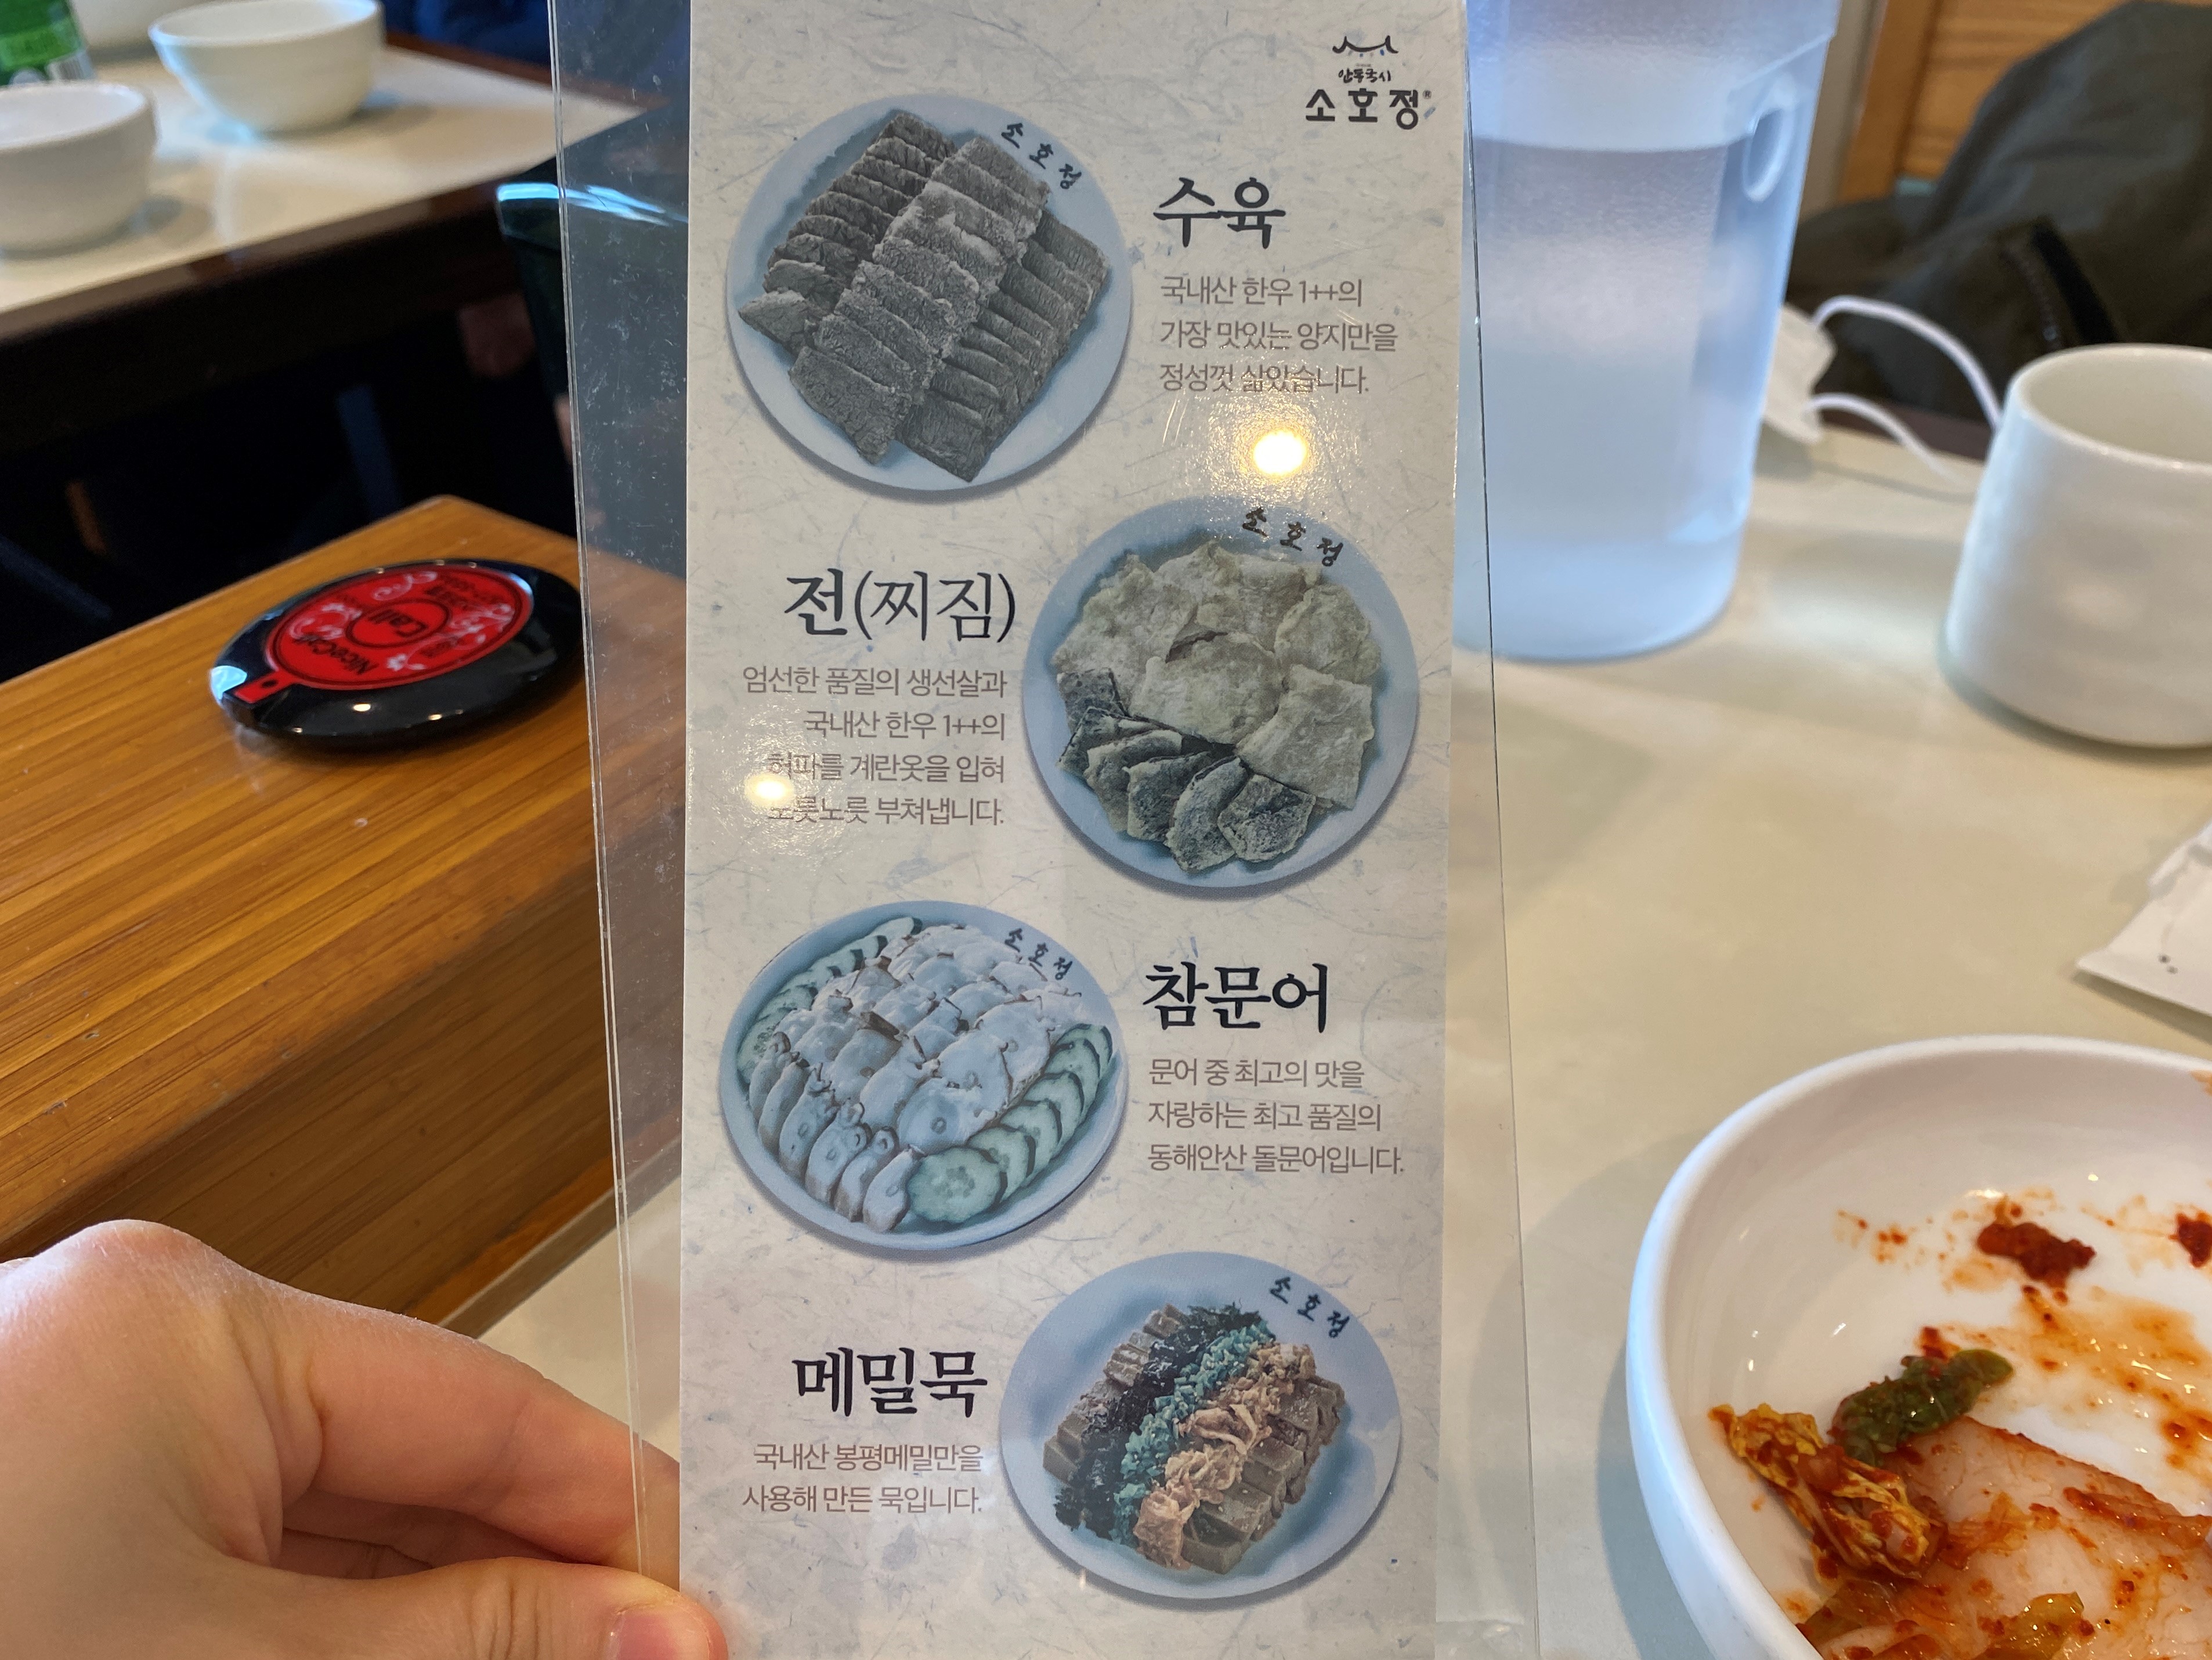 안동국시
소호정
소호정
수육
국내산 한우 1++의
가장 맛있는 양지만을
정성껏 삶았습니다.
소호정
전(찌짐)
엄선한 품질의 생선살과
국내산 한우 1++의
허파를 계란옷을 입혀
노릇노릇 부쳐냅니다.
소호정
참문어
문어 중 최고의 맛을
자랑하는 최고 품질의
동해안산 돌문어입니다.
소호정
메밀묵
국내산 봉평메밀만을
사용해 만든 묵입니다.
Call
NiceCall